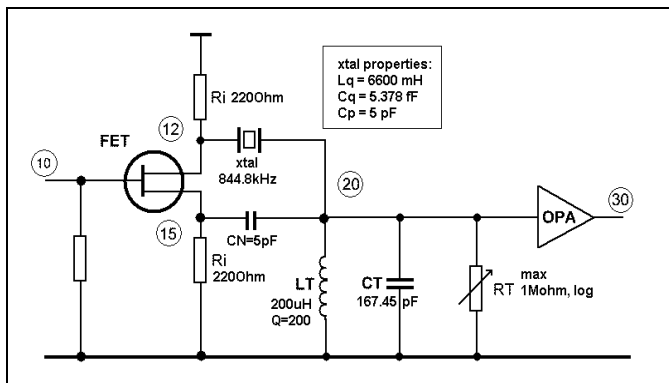 xtal properties:
Lq = 6600 mH
Cq = 5.378 fF
Cp = 5 pF
Ri 220Ohm
12
FET
xtal
844.8kHz
10
20
30
OPA
15
CN=5pF
Ri
220Ohm
LT
200uH
Q=200
CT
167.45 pF
RT
max
1Mohm, log